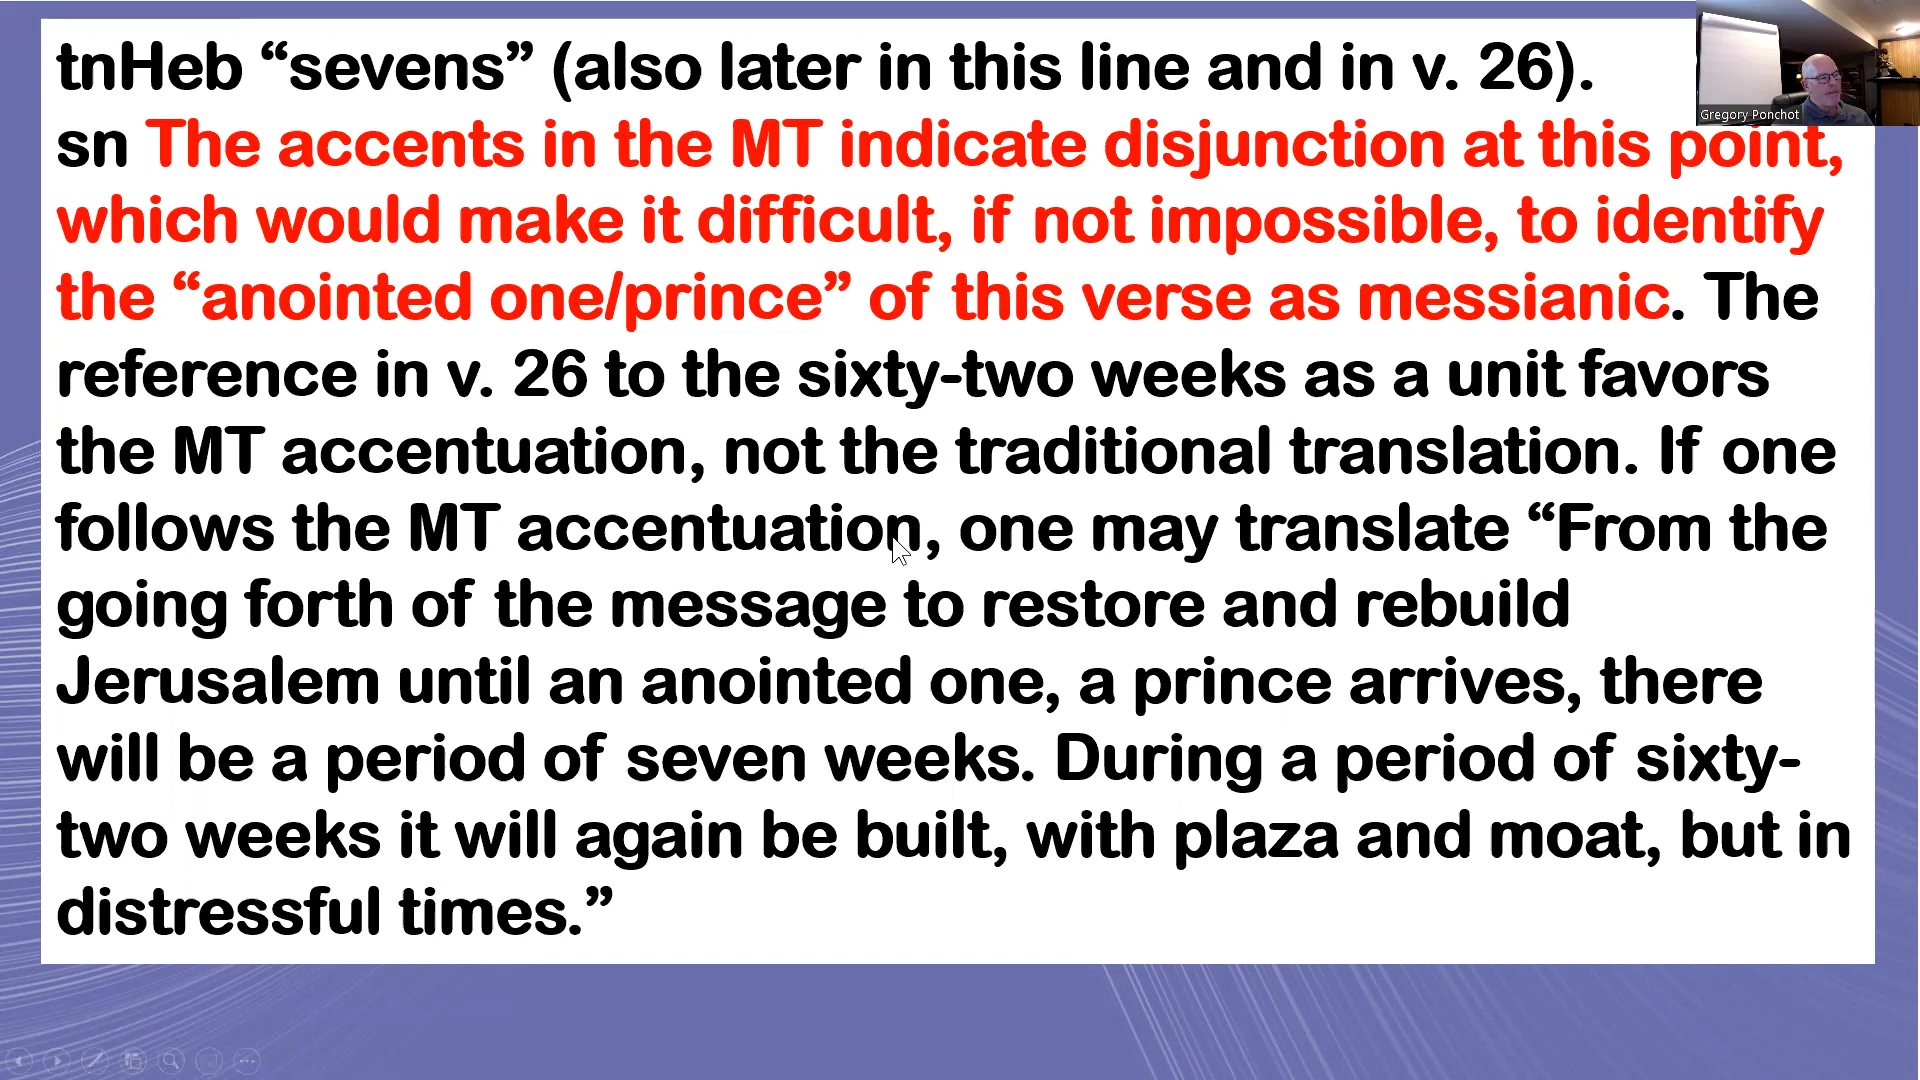 tnHeb “sevens” (also later in this line and in v. 26).
Gregory Ponchot
sn The accents in the MT indicate disjunction at this point,
which would make it difficult, if not impossible, to identify
the “anointed one/prince” of this verse as messianic. The
reference in v. 26 to the sixty-two weeks as a unit favors
the MT accentuation, not the traditional translation. If one
follows the MT accentuation, one may translate “From the
going forth of the message to restore and rebuild
Jerusalem until an anointed one, a prince arrives, there
will be a period of seven weeks. During a period of sixty-
two weeks it will again be built, with plaza and moat, but in
distressful times.”